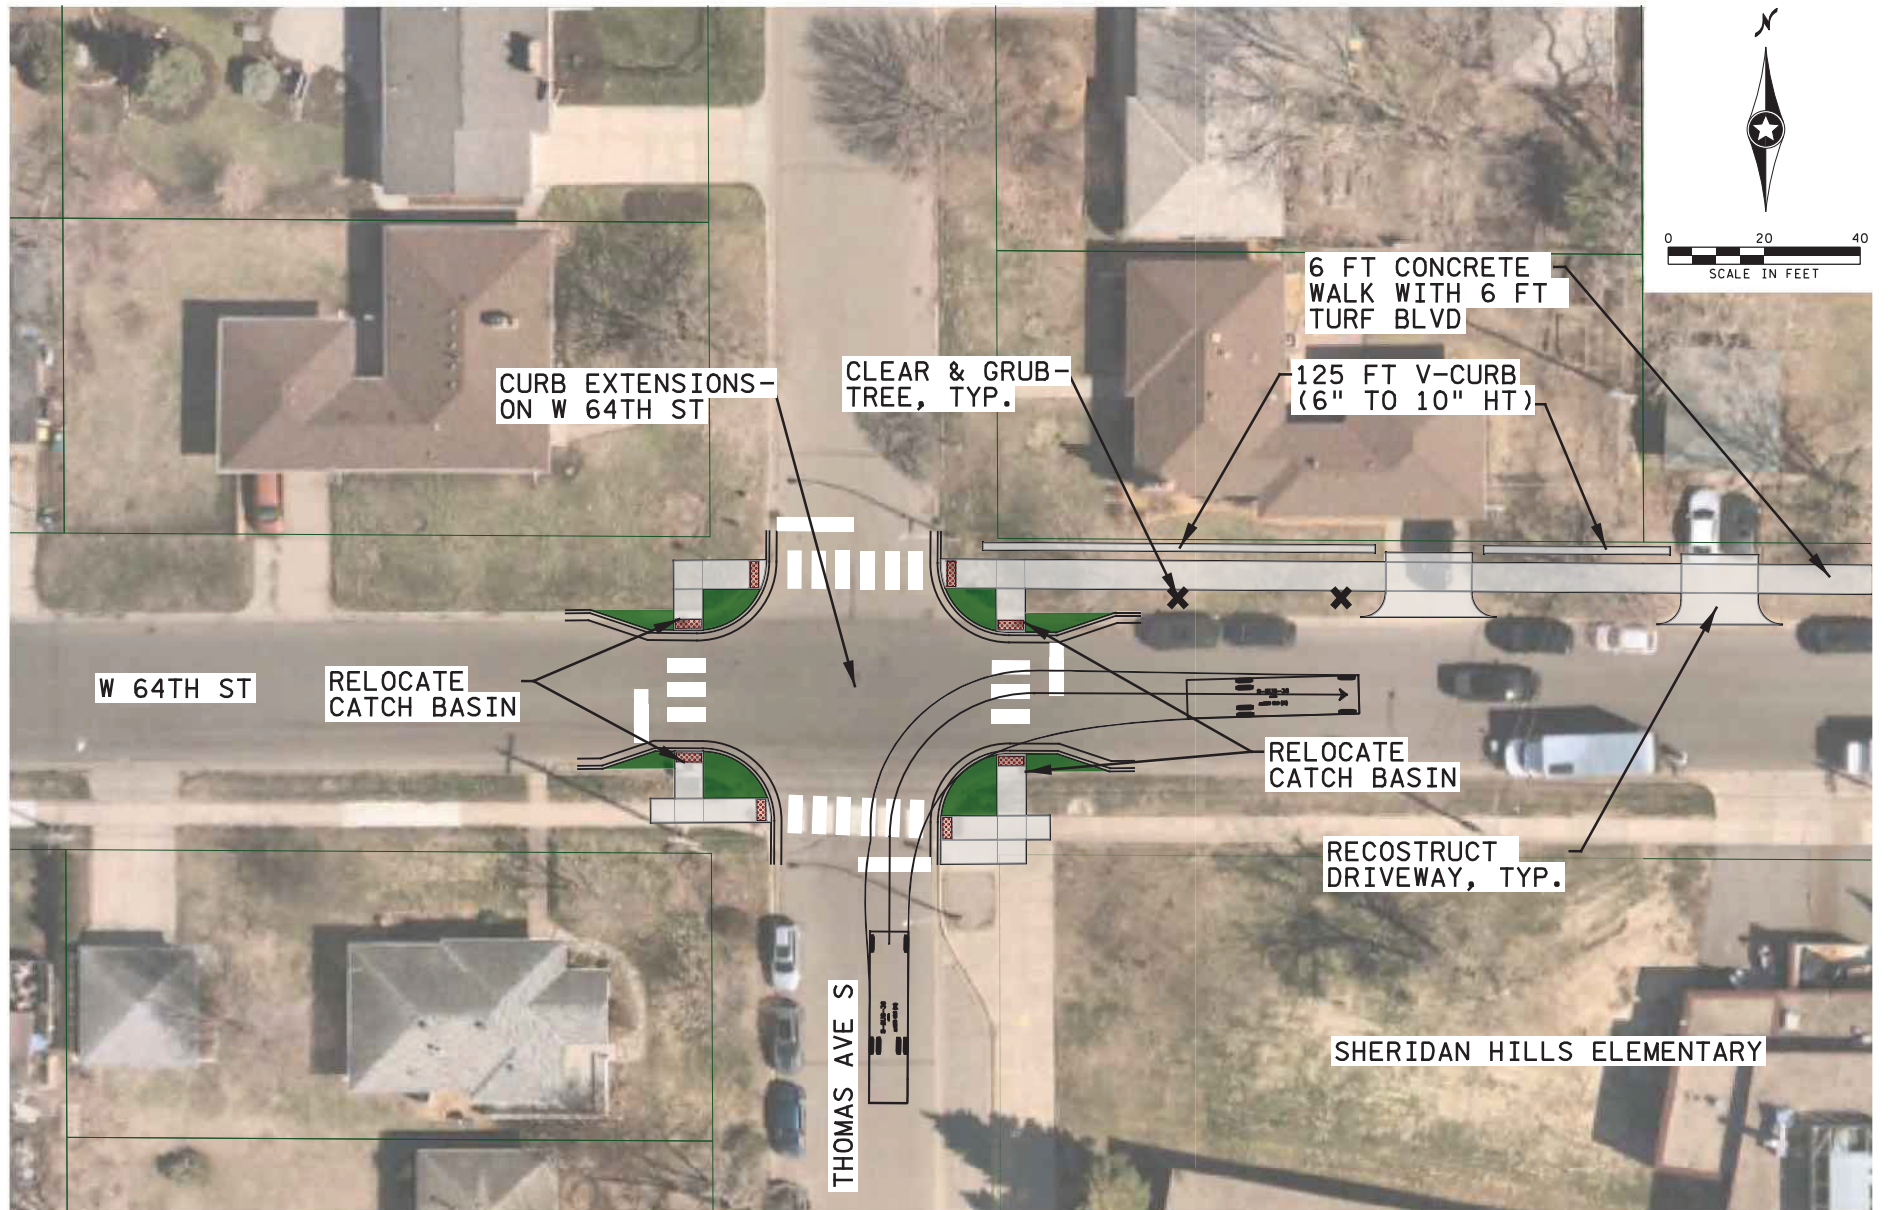 N
0 20 40
SCALE IN FEET
6 FT CONCRETE
WALK WITH 6 FT
TURF BLVD
CURB EXTENSIONS
ON W 64TH ST
CLEAR & GRUB
TREE, TYP.
125 FT V-CURB
(6" TO 10" HT)
W 64TH ST
RELOCATE
CATCH BASIN
RELOCATE
CATCH BASIN
RECOSTRUCT
DRIVEWAY, TYP.
THOMAS AVE S
SHERIDAN HILLS ELEMENTARY